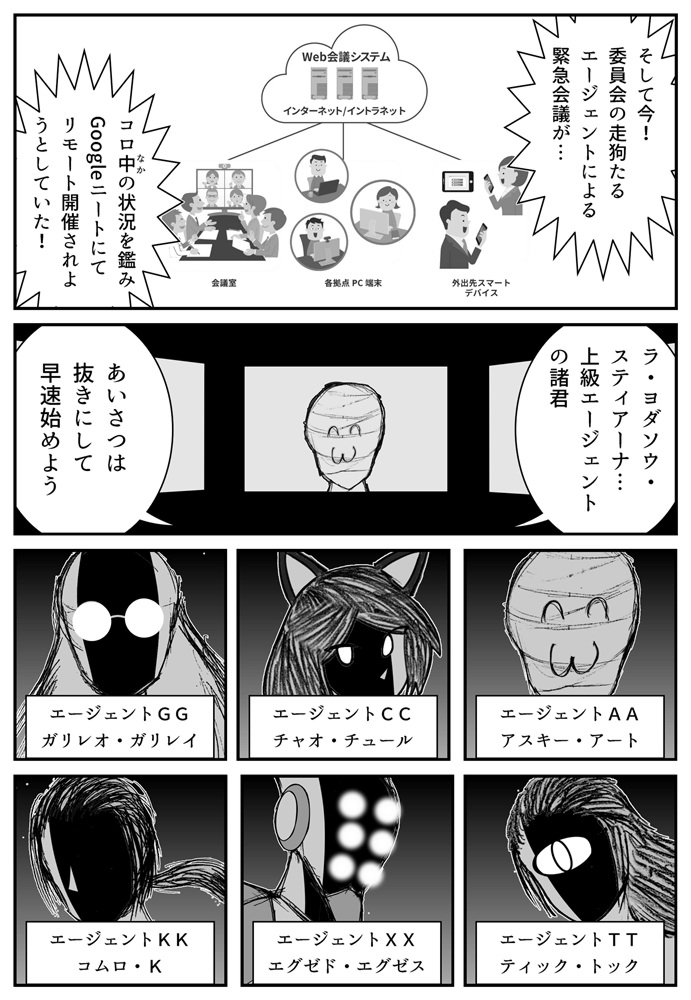 そして今!
委員会の走狗たる
エージェントによる
緊急会議が…
Web会議システム
インターネット/イントラネット
会議室
各拠点 PC 端末
外出先スマート
デバイス
コロ中の状況を鑑み
なか
Googleニートにて
リモート開催されよ
うとしていた!
ラ・ヨダソウ・
スティアーナ…
上級エージェント
の諸君
あいさつは
抜きにして
早速始めよう
エージェントAA
アスキー・アート
エージェントCC
チャオ・チュール
エージェントGG
ガリレオ・ガリレイ
エージェントTT
ティック・トック
エージェントXX
エグゼド・エグゼス
エージェントKK
コムロ・K